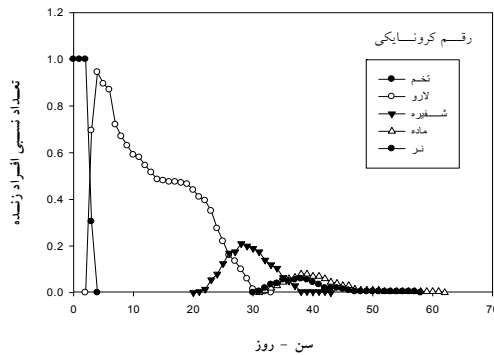 رقم کرونایکی
تخم
لارو
شفیره
ماده
نر
تعداد نسبی افراد زنده
1.2
1.0
0.8
0.6
0.4
0.2
0.0
0 10 20 30 40 50 60 70
سن - روز